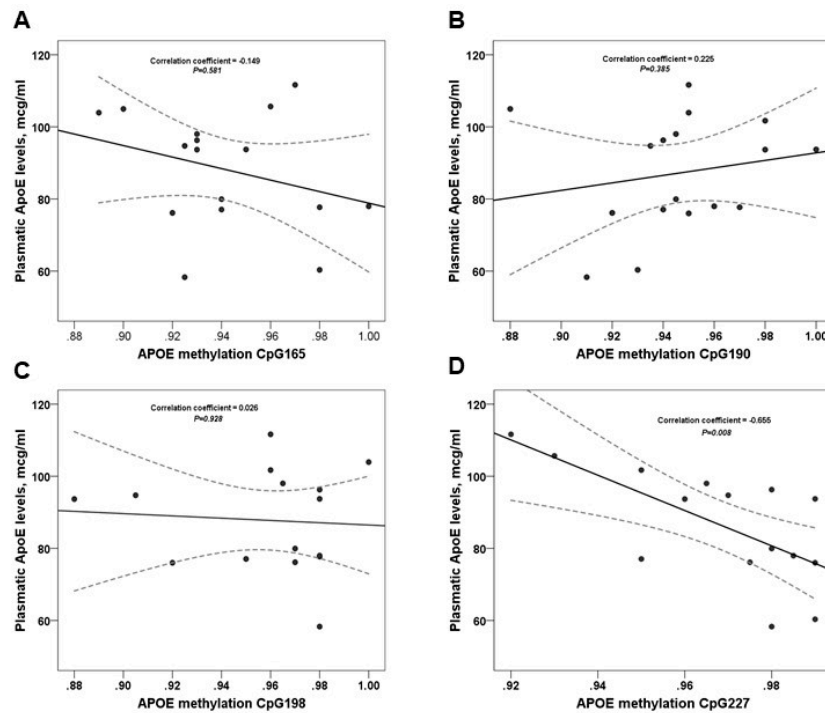 A
Correlation coefficient = -0.149
P=0.581
Plasmatic ApoE levels, mcg/ml
120
100
80
60
.88 .90 .92 .94 .96 .98 1.00
APOE methylation CpG165
B
Correlation coefficient = 0.225
P=0.385
Plasmatic ApoE levels, mcg/ml
120
100
80
60
.88 .90 .92 .94 .96 .98 1.00
APOE methylation CpG190
C
Correlation coefficient = 0.026
P=0.928
Plasmatic ApoE levels, mcg/ml
120
100
80
60
.88 .90 .92 .94 .96 .98 1.00
APOE methylation CpG198
D
Correlation coefficient = -0.655
P=0.008
Plasmatic ApoE levels, mcg/ml
120
100
80
60
.92 .94 .96 .98
APOE methylation CpG227